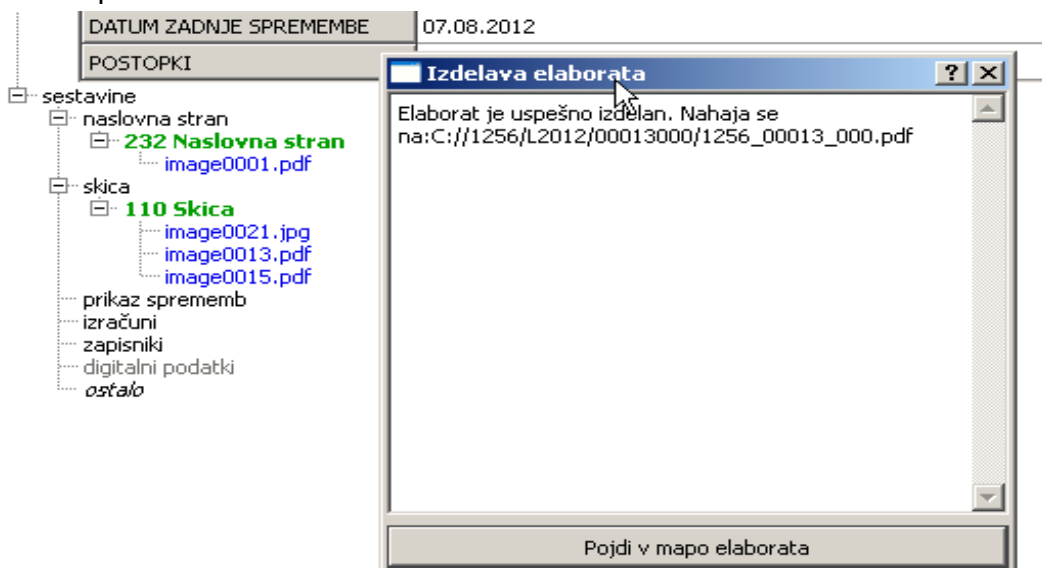 DATUM ZADNJE SPREMEMBE 07.08.2012
POSTOPKI
Izdelava elaborata
Elaborat je uspešno izdelan. Nahaja se
na:C://1256/L2012/00013000/1256_00013_000.pdf
Pojdi v mapo elaborata
sestavine
naslovna stran
232 Naslovna stran
image0001.pdf
skica
110 Skica
image0021.jpg
image0013.pdf
image0015.pdf
prikaz sprememb
izračuni
zapisniki
digitalni podatki
ostalo